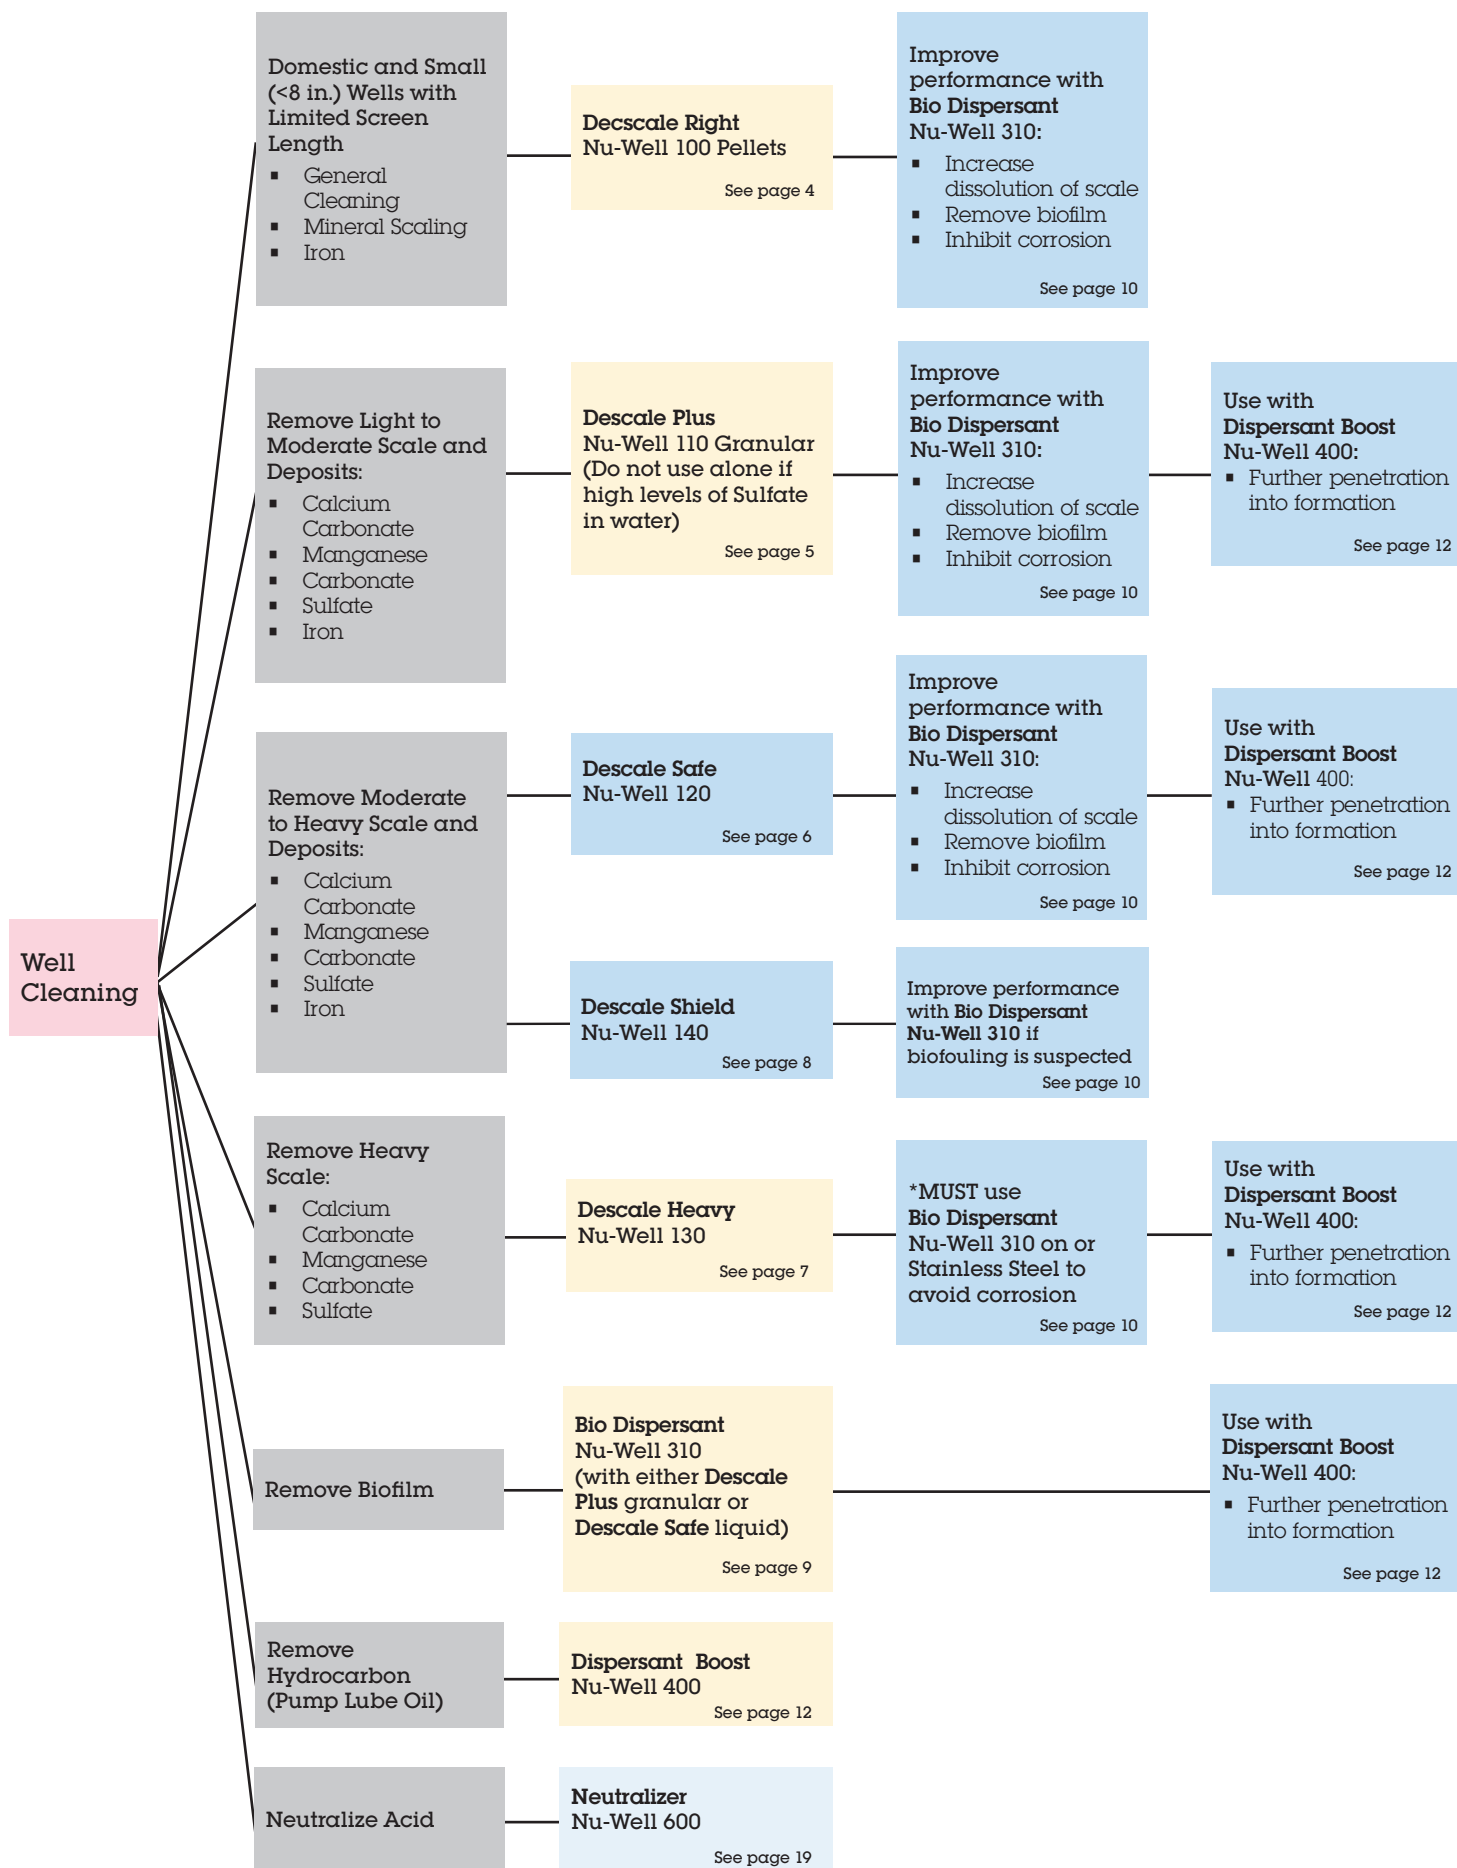 Well
Cleaning
Domestic and Small
(<8 in.) Wells with
Limited Screen
Length
▪ General
Cleaning
▪ Mineral Scaling
▪ Iron
Decscale Right
Nu-Well 100 Pellets
See page 4
Improve
performance with
Bio Dispersant
Nu-Well 310:
▪ Increase
dissolution of scale
▪ Remove biofilm
▪ Inhibit corrosion
See page 10
Remove Light to
Moderate Scale and
Deposits:
▪ Calcium
Carbonate
▪ Manganese
▪ Carbonate
▪ Sulfate
▪ Iron
Descale Plus
Nu-Well 110 Granular
(Do not use alone if
high levels of Sulfate
in water)
See page 5
Improve
performance with
Bio Dispersant
Nu-Well 310:
▪ Increase
dissolution of scale
▪ Remove biofilm
▪ Inhibit corrosion
See page 10
Use with
Dispersant Boost
Nu-Well 400:
▪ Further penetration
into formation
See page 12
Remove Moderate
to Heavy Scale and
Deposits:
▪ Calcium
Carbonate
▪ Manganese
▪ Carbonate
▪ Sulfate
▪ Iron
Descale Safe
Nu-Well 120
See page 6
Improve
performance with
Bio Dispersant
Nu-Well 310:
▪ Increase
dissolution of scale
▪ Remove biofilm
▪ Inhibit corrosion
See page 10
Use with
Dispersant Boost
Nu-Well 400:
▪ Further penetration
into formation
See page 12
Descale Shield
Nu-Well 140
See page 8
Improve performance
with Bio Dispersant
Nu-Well 310 if
biofouling is suspected
See page 10
Remove Heavy
Scale:
▪ Calcium
Carbonate
▪ Manganese
▪ Carbonate
▪ Sulfate
Descale Heavy
Nu-Well 130
See page 7
*MUST use
Bio Dispersant
Nu-Well 310 on or
Stainless Steel to
avoid corrosion
See page 10
Use with
Dispersant Boost
Nu-Well 400:
▪ Further penetration
into formation
See page 12
Remove Biofilm
Bio Dispersant
Nu-Well 310
(with either Descale
Plus granular or
Descale Safe liquid)
See page 9
Use with
Dispersant Boost
Nu-Well 400:
▪ Further penetration
into formation
See page 12
Remove
Hydrocarbon
(Pump Lube Oil)
Dispersant Boost
Nu-Well 400
See page 12
Neutralize Acid
Neutralizer
Nu-Well 600
See page 19